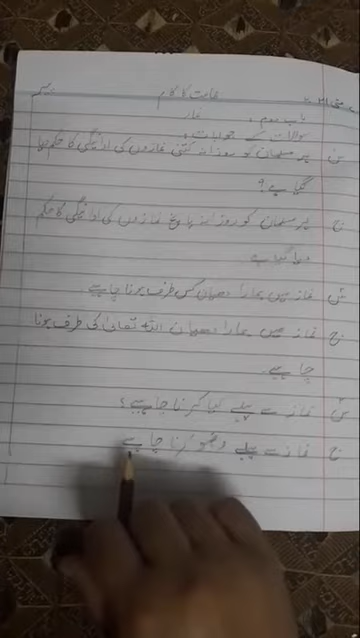 جماعت کا کام
باب دوم : نماز
سوالات کے جوابات :
س ہر مسلمان کو روزانہ کتنی نمازوں کی ادائیگی کا حکم دیا
گیا ہے؟
ج ہر مسلمان کو روزانہ پانچ نمازوں کی ادائیگی کا حکم
دیا گیا ہے
س نماز میں ہمارا دھیان کس طرف ہونا چاہیے
ج نماز میں ہمارا دھیان اللہ تعالیٰ کی طرف ہونا
چاہیے۔
س نماز سے پہلے کیا کرنا چاہیے؟
ج نماز سے پہلے وضو کرنا چاہیے